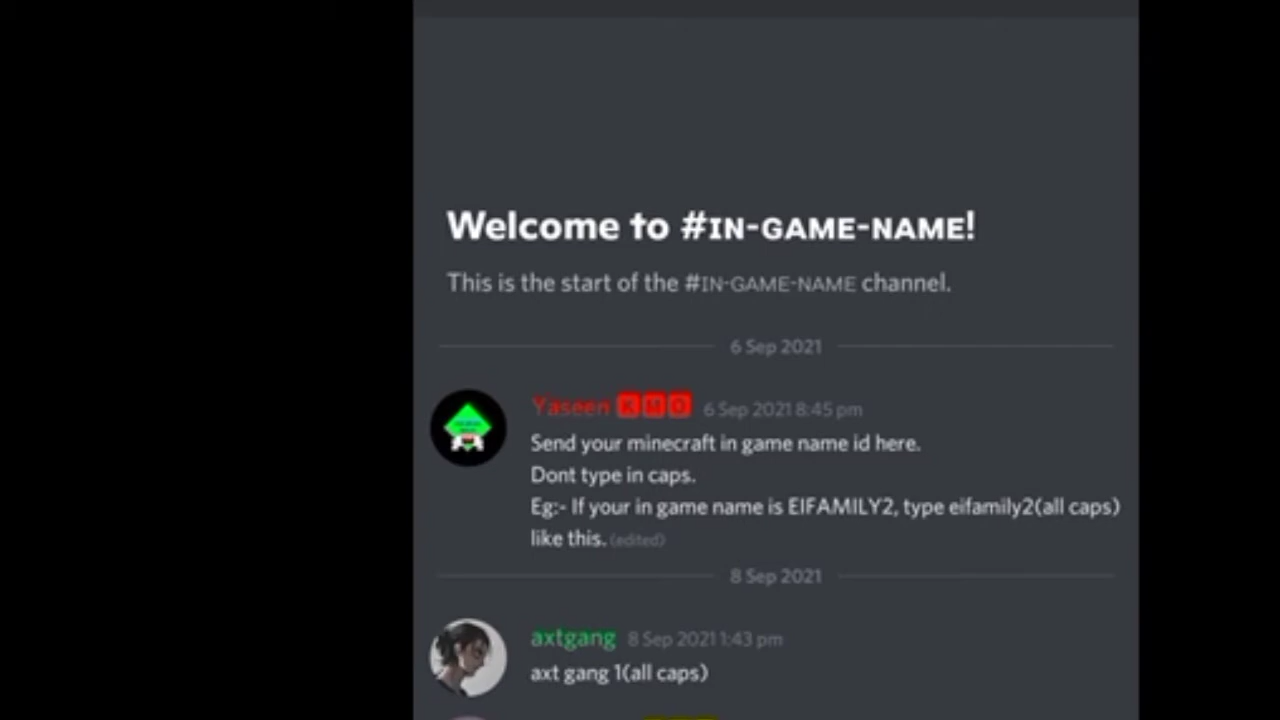 Welcome to #IN-GAME-NAME!
This is the start of the #IN-GAME-NAME channel.
6 Sep 2021
Yaseen K M O 6 Sep 2021 8:45 pm
Send your minecraft in game name id here.
Dont type in caps.
Eg:- If your in game name is EIFAMILY2, type eifamily2(all caps)
like this. (edited)
8 Sep 2021
axtgang 8 Sep 2021 1:43 pm
axt gang 1(all caps)